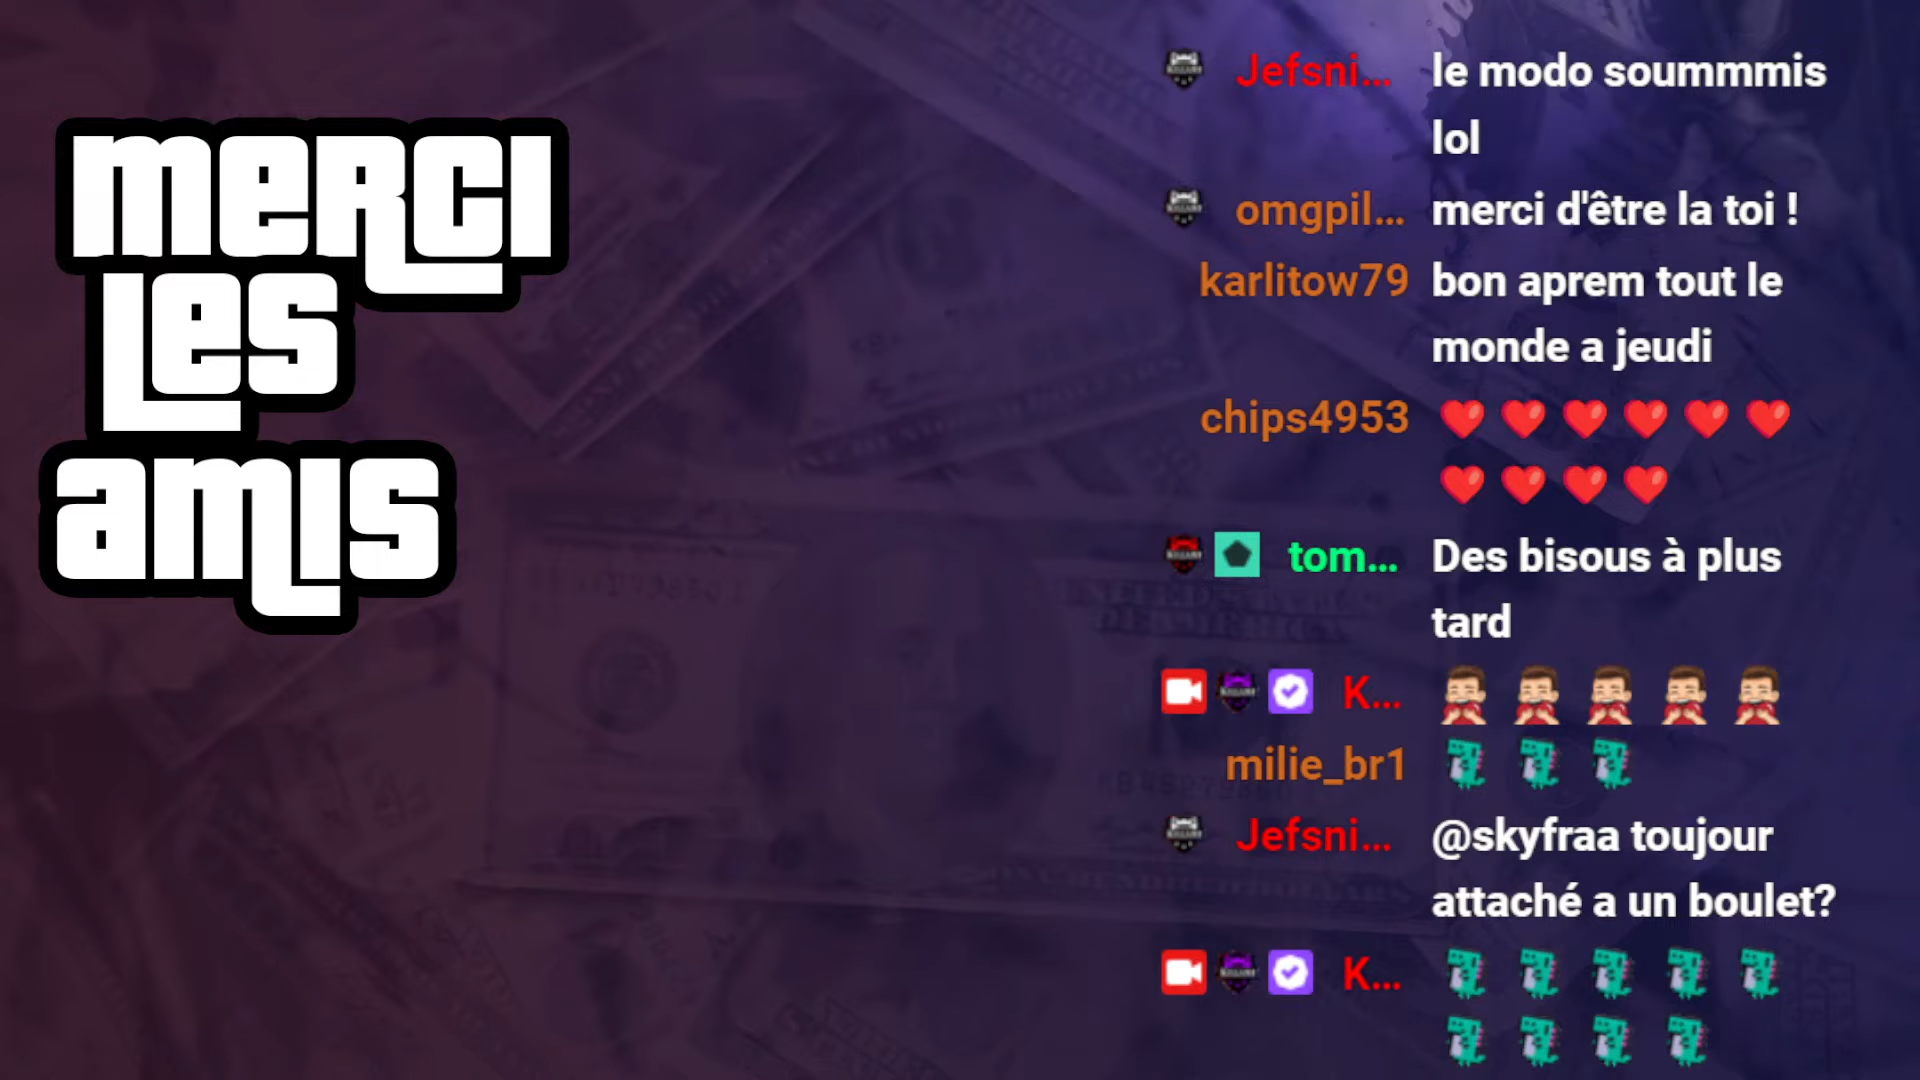 MERCI
LES
AMIS
Jefsni... le modo soummmis
lol
omgpil... merci d'être la toi !
karlitow79 bon aprem tout le
monde a jeudi
chips4953
tom... Des bisous à plus
tard
K...
milie_br1
Jefsni... @skyfraa toujour
attaché a un boulet?
K...